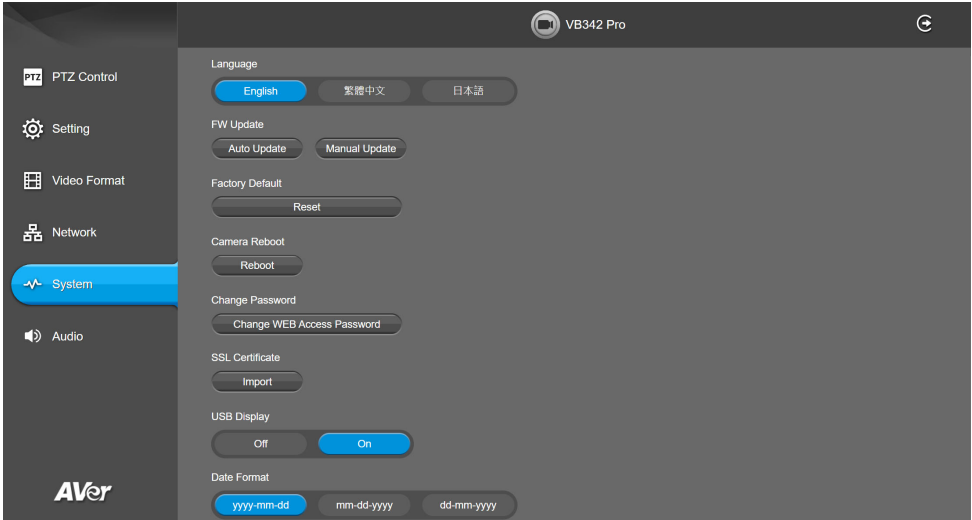 VB342 Pro
PTZ PTZ Control
Setting
Video Format
Network
System
Audio
AVer
Language
English 繁體中文 日本語
FW Update
Auto Update Manual Update
Factory Default
Reset
Camera Reboot
Reboot
Change Password
Change WEB Access Password
SSL Certificate
Import
USB Display
Off On
Date Format
yyyy-mm-dd mm-dd-yyyy dd-mm-yyyy